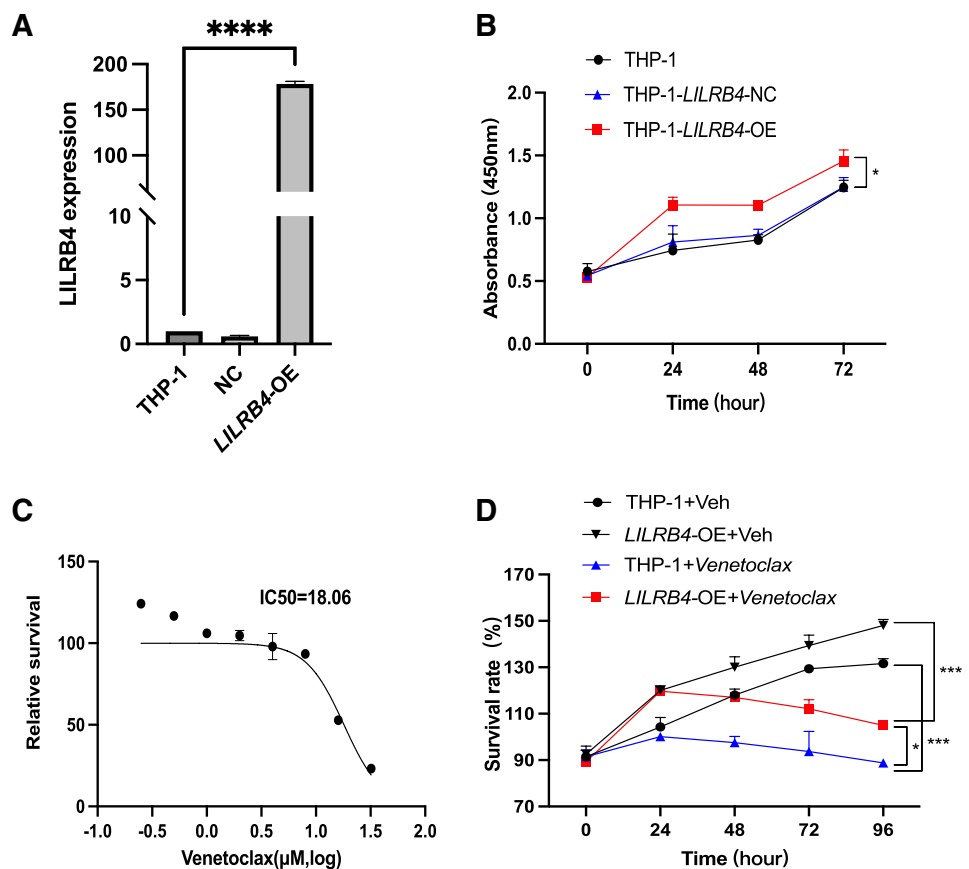 A
****
LILRB4 expression
200
150
100
10
5
0
THP-1
NC
LILRB4-OE
B
THP-1
THP-1-LILRB4-NC
THP-1-LILRB4-OE
Absorbance (450nm)
2.0
1.5
1.0
0.5
0.0
*
0 24 48 72
Time (hour)
C
Relative survival
150
100
50
0
IC50=18.06
-1.0 -0.5 0.0 0.5 1.0 1.5 2.0
Venetoclax(μM,log)
D
THP-1+Veh
LILRB4-OE+Veh
THP-1+Venetoclax
LILRB4-OE+Venetoclax
Survival rate (%)
170
150
130
110
90
70
***
* ***
0 24 48 72 96
Time (hour)